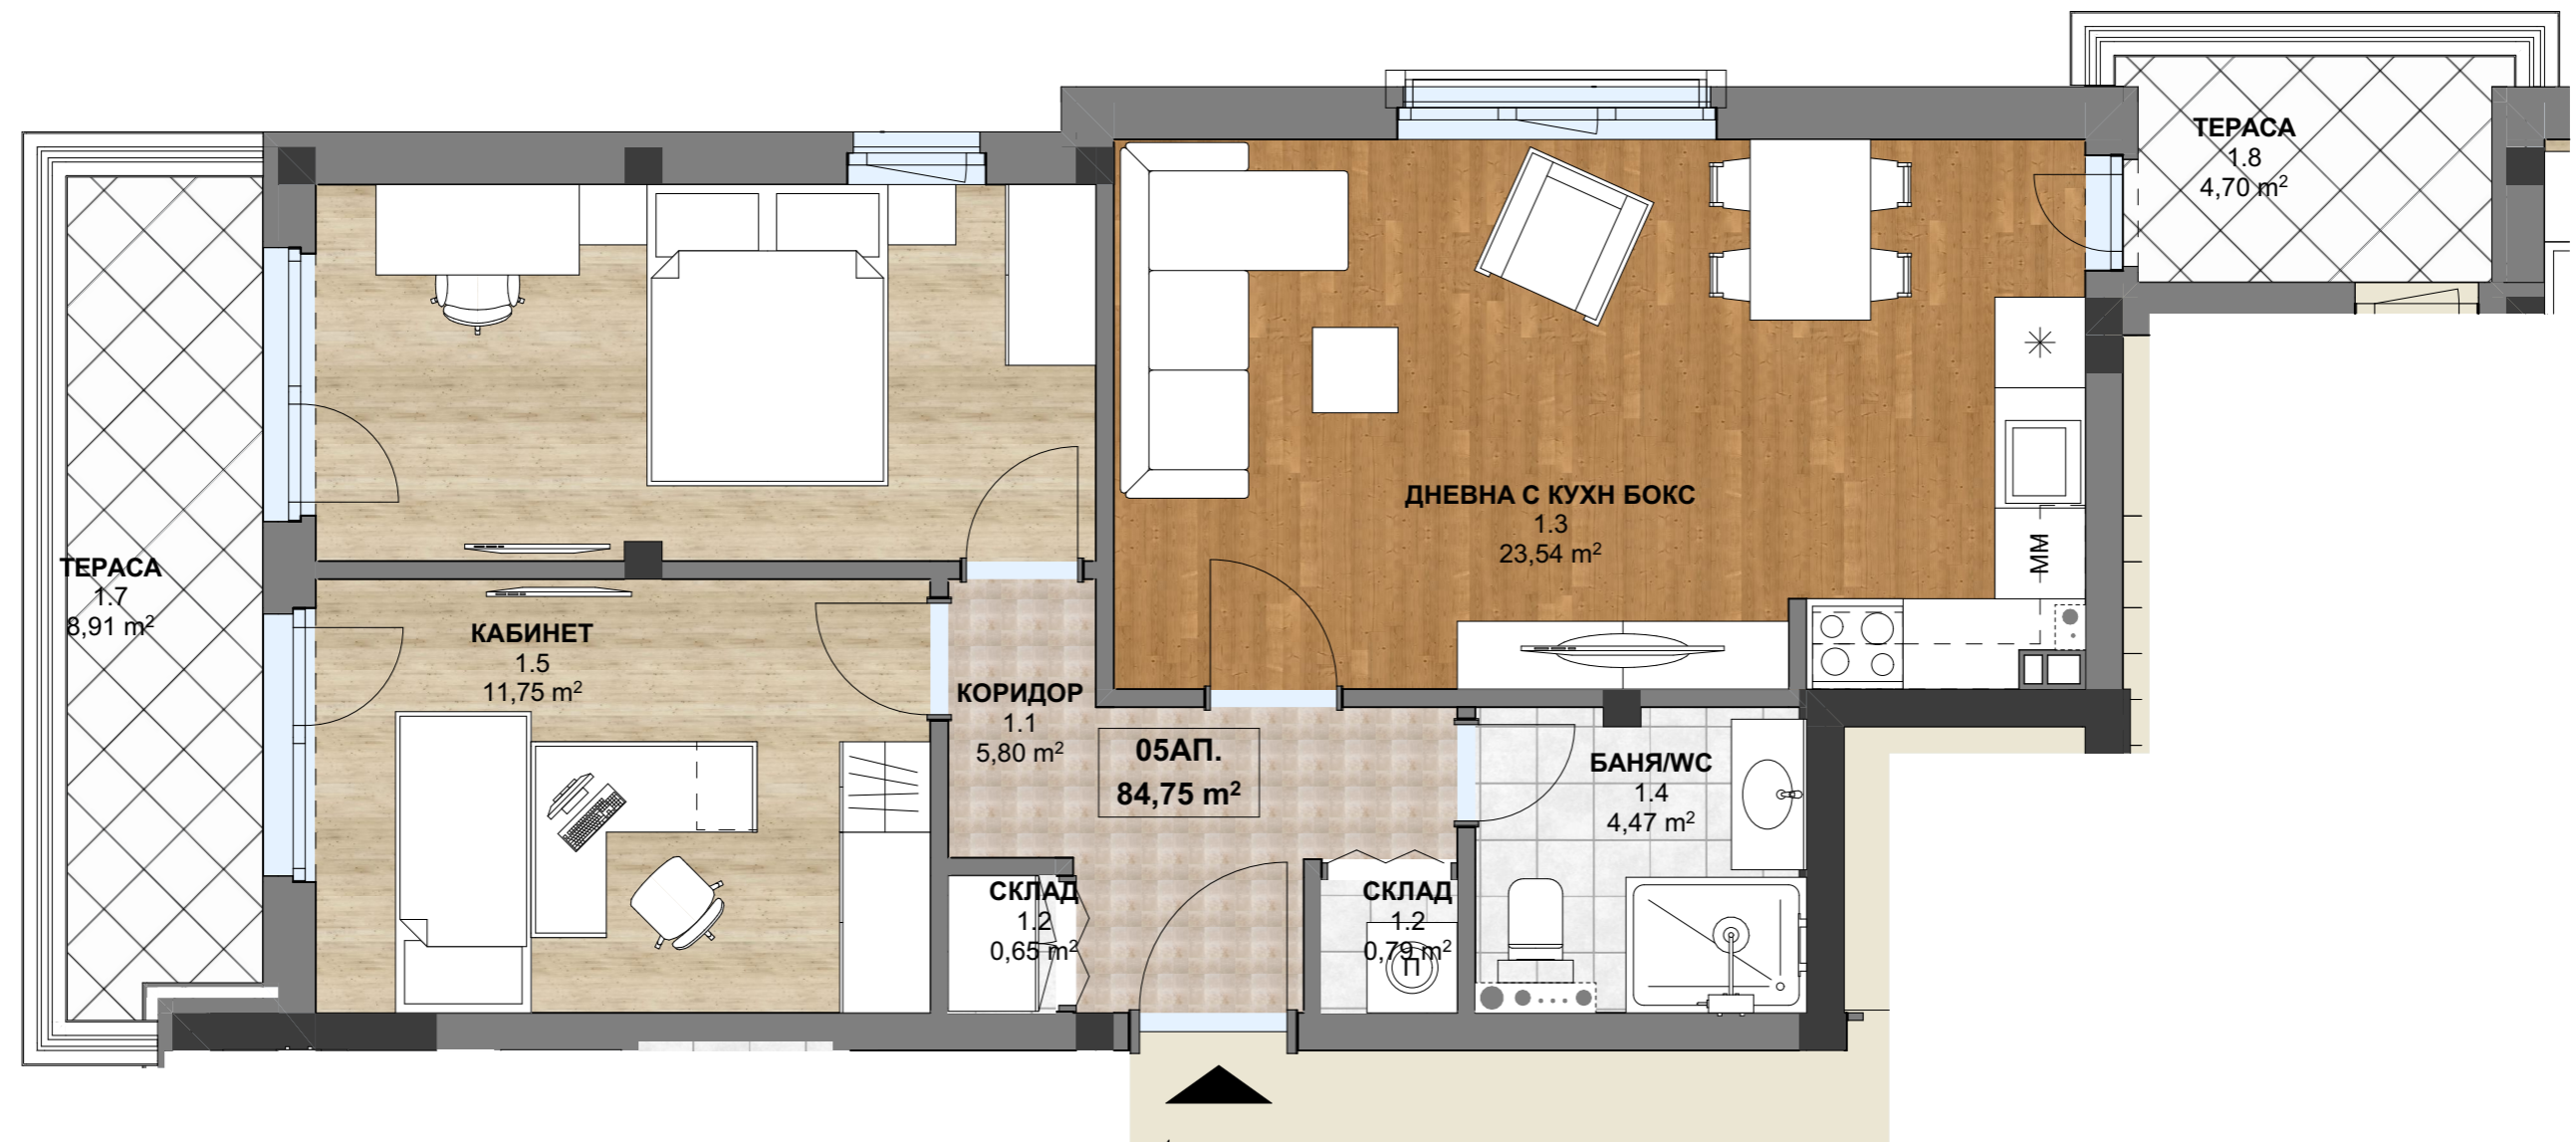 ТЕРАСА
1.8
4,70 m²
ДНЕВНА С КУХН БОКС
1.3
23,54 m²
ММ
ТЕРАСА
1.7
8,91 m²
КАБИНЕТ
1.5
11,75 m²
КОРИДОР
1.1
5,80 m²
05АП.
84,75 m²
БАНЯ/WC
1.4
4,47 m²
СКЛАД
1.2
0,65 m²
СКЛАД
1.2
0,79 m²
П